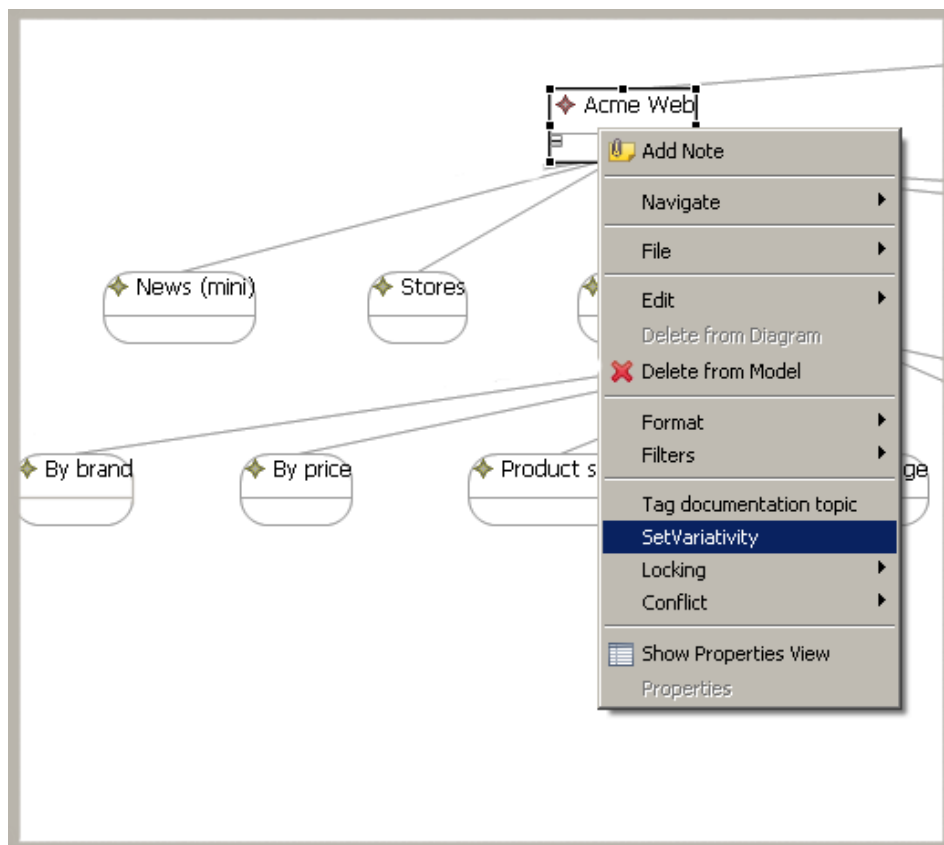 Acme Web
Add Note
Navigate
File
News (mini)
Stores
Edit
Delete from Diagram
Delete from Model
Format
Filters
By brand
By price
Product s
ge
Tag documentation topic
SetVariativity
Locking
Conflict
Show Properties View
Properties